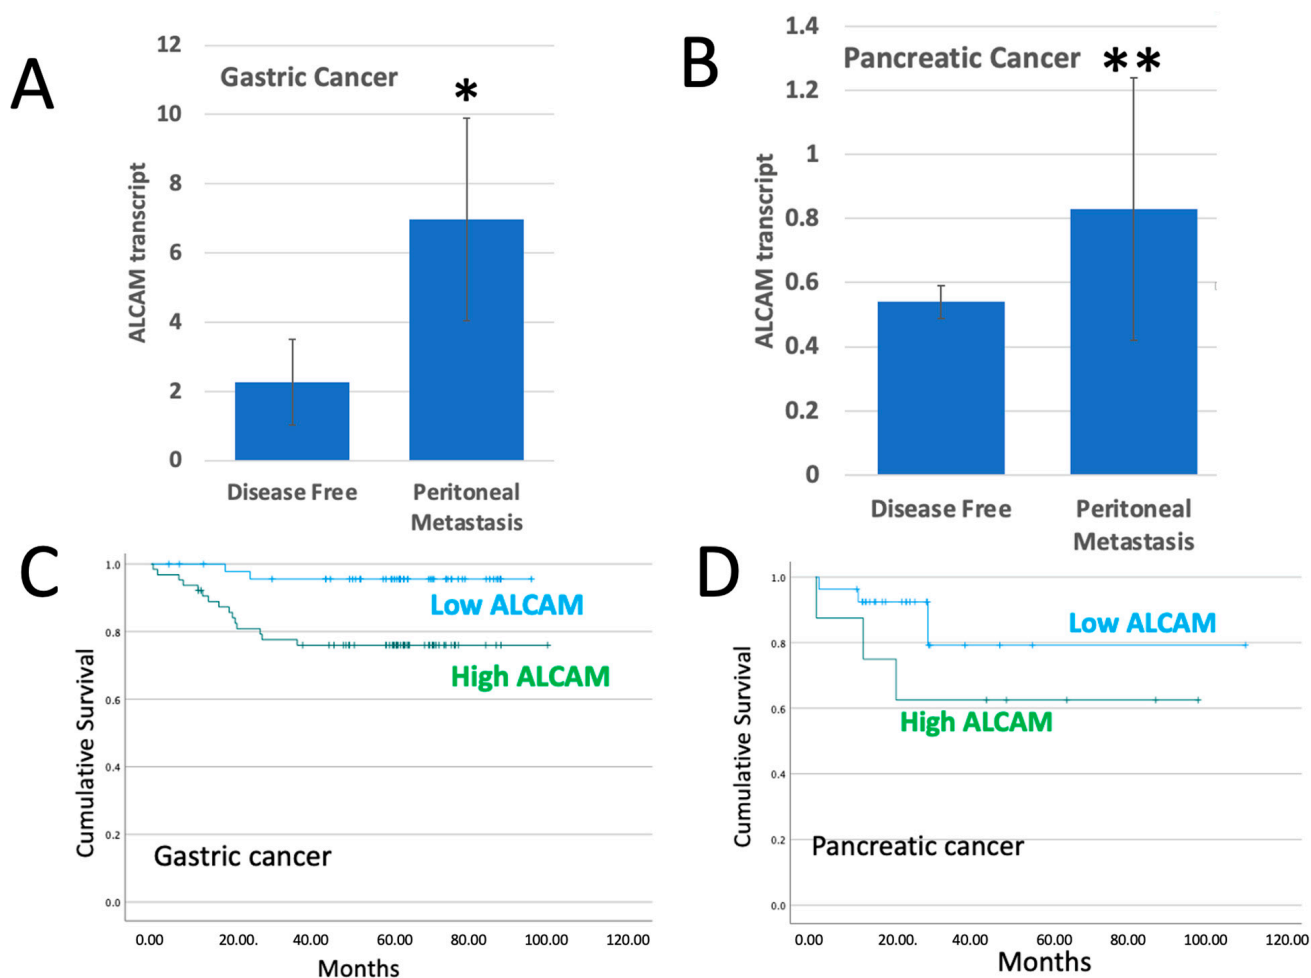 A
Gastric Cancer
*
ALCAM transcript
12
10
8
6
4
2
0
Disease Free
Peritoneal
Metastasis
B
Pancreatic Cancer
**
ALCAM transcript
1.4
1.2
1
0.8
0.6
0.4
0.2
0
Disease Free
Peritoneal
Metastasis
C
Cumulative Survival
1.0
0.8
0.6
0.4
0.2
0.0
Low ALCAM
High ALCAM
Gastric cancer
0.00 20.00. 40.00 60.00 80.00 100.00 120.00
Months
D
Cumulative Survival
1.0
0.8
0.6
0.4
0.2
0.0
Low ALCAM
High ALCAM
Pancreatic cancer
0.00 20.00. 40.00 60.00 80.00 100.00 120.00
Months